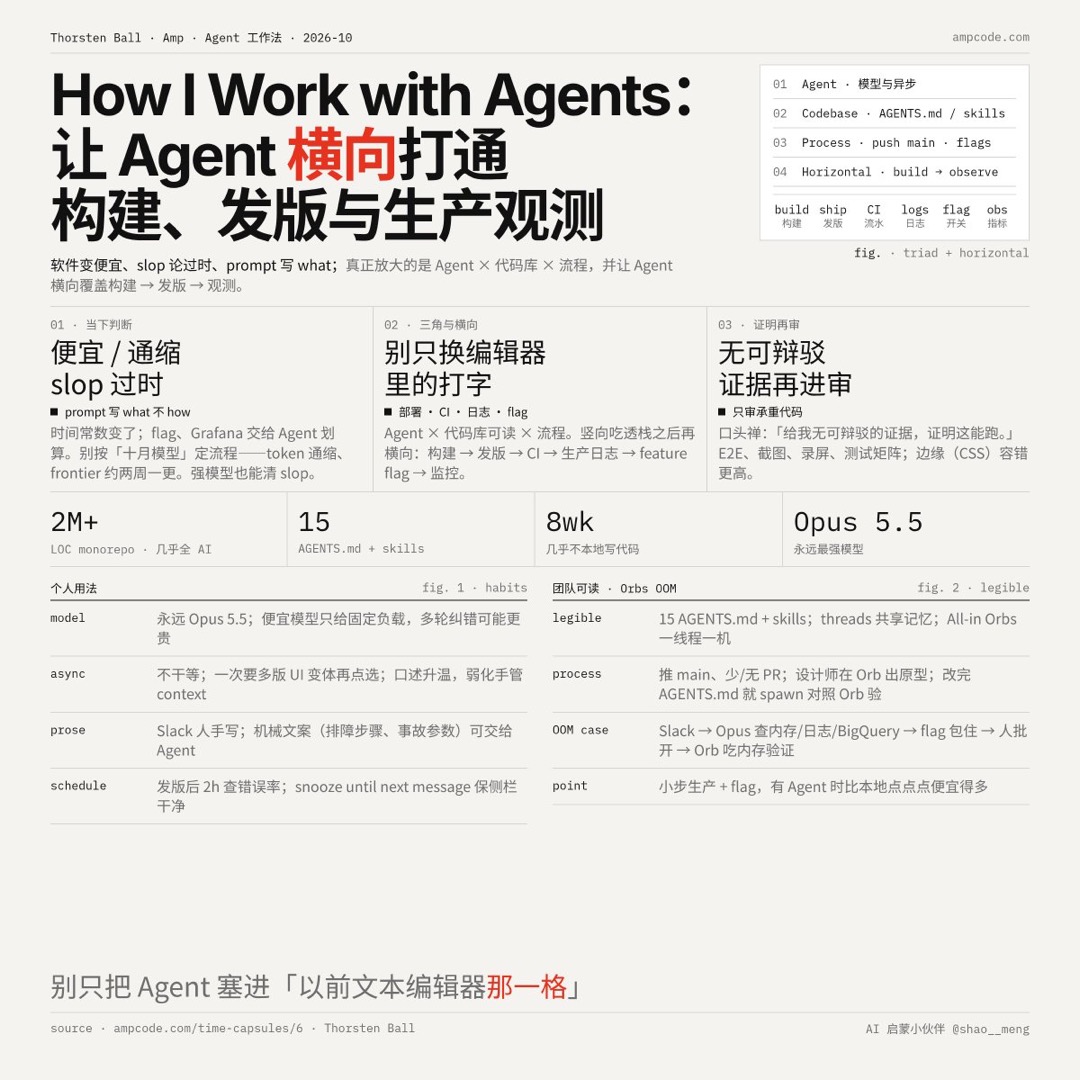 Thorsten Ball · Amp · Agent 工作法 · 2026-10
ampcode.com
How I Work with Agents：
让 Agent 横向打通
构建、发版与生产观测
软件变便宜、slop 论过时、prompt 写 what；真正放大的是 Agent × 代码库 × 流程，并让 Agent
横向覆盖构建 → 发版 → 观测。
01 Agent · 模型与异步
02 Codebase · AGENTS.md / skills
03 Process · push main · flags
04 Horizontal · build → observe
build ship CI logs flag obs
构建 发版 流水 日志 开关 指标
fig. · triad + horizontal
01 · 当下判断
便宜 / 通缩
slop 过时
■ prompt 写 what 不 how
时间常数变了；flag、Grafana 交给 Agent 划
算。别按「十月模型」定流程——token 通缩、
frontier 约两周一更。强模型也能清 slop。
02 · 三角与横向
别只换编辑器
里的打字
■ 部署 · CI · 日志 · flag
Agent × 代码库可读 × 流程。竖向吃透栈之后再
横向：构建 → 发版 → CI → 生产日志 → feature
flag → 监控。
03 · 证明再审
无可辩驳
证据再进审
■ 只审承重代码
口头禅：「给我无可辩驳的证据，证明这能跑。」
E2E、截图、录屏、测试矩阵；边缘（CSS）容错
更高。
2M+
LOC monorepo · 几乎全 AI
15
AGENTS.md + skills
8wk
几乎不本地写代码
Opus 5.5
永远最强模型
个人用法
fig. 1 · habits
model
永远 Opus 5.5；便宜模型只给固定负载，多轮纠错可能更
贵
async
不干等；一次要多版 UI 变体再点选；口述升温，弱化手管
context
prose
Slack 人手写；机械文案（排障步骤、事故参数）可交给
Agent
schedule
发版后 2h 查错误率；snooze until next message 保侧栏
干净
团队可读 · Orbs OOM
fig. 2 · legible
legible
15 AGENTS.md + skills；threads 共享记忆；All-in Orbs
一线程一机
process
推 main、少/无 PR；设计师在 Orb 出原型；改完
AGENTS.md 就 spawn 对照 Orb 验
OOM case
Slack → Opus 查内存/日志/BigQuery → flag 包住 → 人批
开 → Orb 吃内存验证
point
小步生产 + flag，有 Agent 时比本地点点点便宜得多
别只把 Agent 塞进「以前文本编辑器那一格」
source · ampcode.com/time-capsules/6 · Thorsten Ball
AI 启蒙小伙伴 @shao__meng